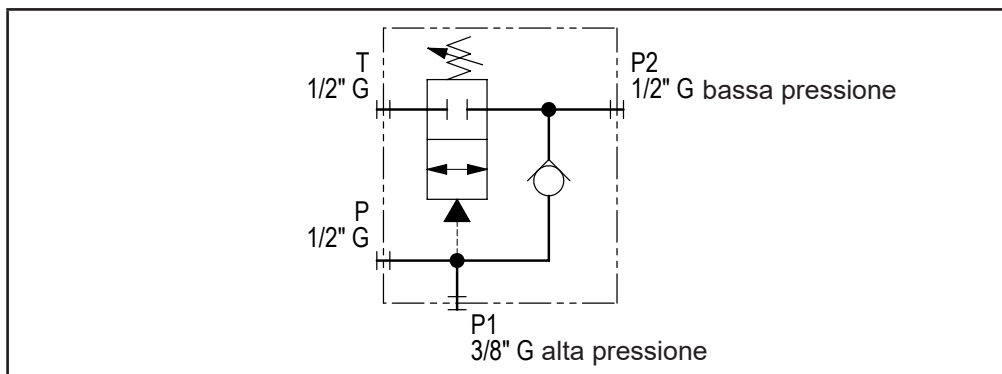 T
1/2" G
P2
1/2" G bassa pressione
P
1/2" G
P1
3/8" G alta pressione